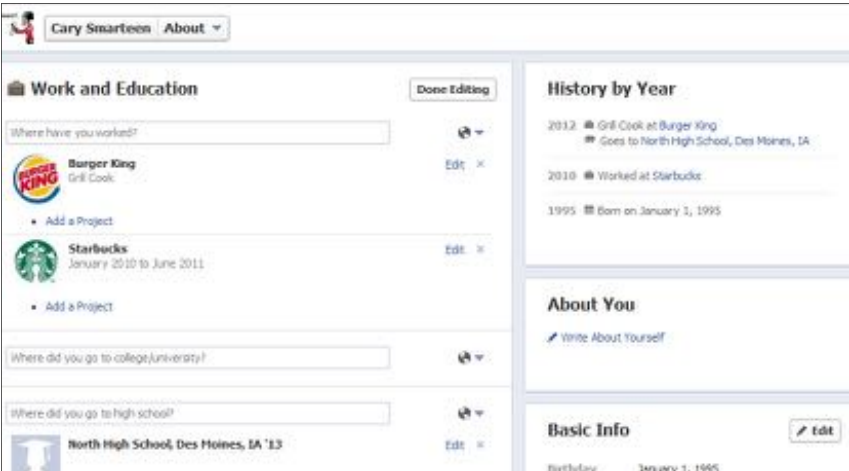 Cary Smarteen About
Work and Education
Done Editing
Where have you worked?
BURGER KING
Burger King
Edit ×
Grill Cook
• Add a Project
Starbucks
Edit ×
January 2010 to June 2011
• Add a Project
Where did you go to college/university?
Where did you go to high school?
North High School, Des Moines, IA '13
Edit ×
History by Year
2012 Grill Cook at Burger King
Goes to North High School, Des Moines, IA
2010 Worked at Starbucks
1995 Born on January 1, 1995
About You
Write About Yourself
Basic Info
Edit
Birthday January 1, 1995